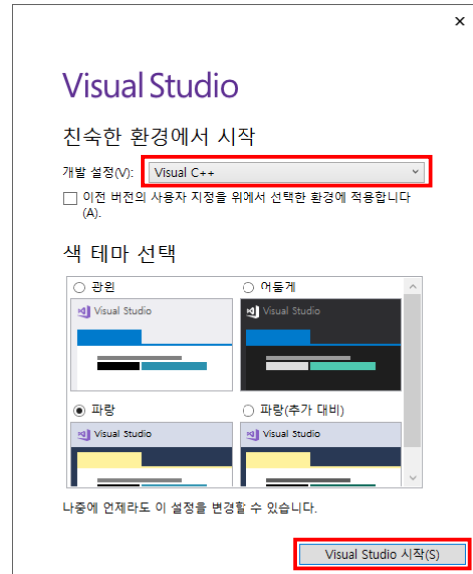 Visual Studio
친숙한 환경에서 시작
개발 설정(V): Visual C++
이전 버전의 사용자 지정을 위에서 선택한 환경에 적용합니다
(A).
색 테마 선택
광원 어둡게
Visual Studio Visual Studio
파랑 파랑(추가 대비)
Visual Studio Visual Studio
나중에 언제라도 이 설정을 변경할 수 있습니다.
Visual Studio 시작(S)